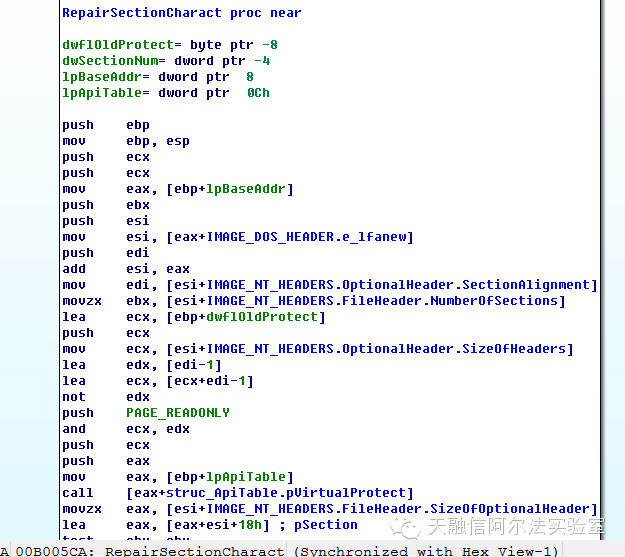 RepairSectionCharact proc near
dwflOldProtect= byte ptr -8
dwSectionNum= dword ptr -4
lpBaseAddr= dword ptr  8
lpApiTable= dword ptr  0Ch
push    ebp
mov     ebp, esp
push    ecx
push    ecx
mov     eax, [ebp+lpBaseAddr]
push    ebx
push    esi
mov     esi, [eax+IMAGE_DOS_HEADER.e_lfanew]
push    edi
add     esi, eax
mov     edi, [esi+IMAGE_NT_HEADERS.OptionalHeader.SectionAlignment]
movzx   ebx, [esi+IMAGE_NT_HEADERS.FileHeader.NumberOfSections]
lea     ecx, [ebp+dwflOldProtect]
push    ecx
mov     ecx, [esi+IMAGE_NT_HEADERS.OptionalHeader.SizeOfHeaders]
lea     edx, [edi-1]
lea     ecx, [ecx+edi-1]
not     edx
push    PAGE_READONLY
and     ecx, edx
push    ecx
push    eax
mov     eax, [ebp+lpApiTable]
call    [eax+struc_ApiTable.pVirtualProtect]
movzx   eax, [esi+IMAGE_NT_HEADERS.FileHeader.SizeOfOptionalHeader]
lea     eax, [eax+esi+18h] ; pSection
test    ebx, ebx
天融信阿尔法实验室
A 00B005CA: RepairSectionCharact (Synchronized with Hex View-1)